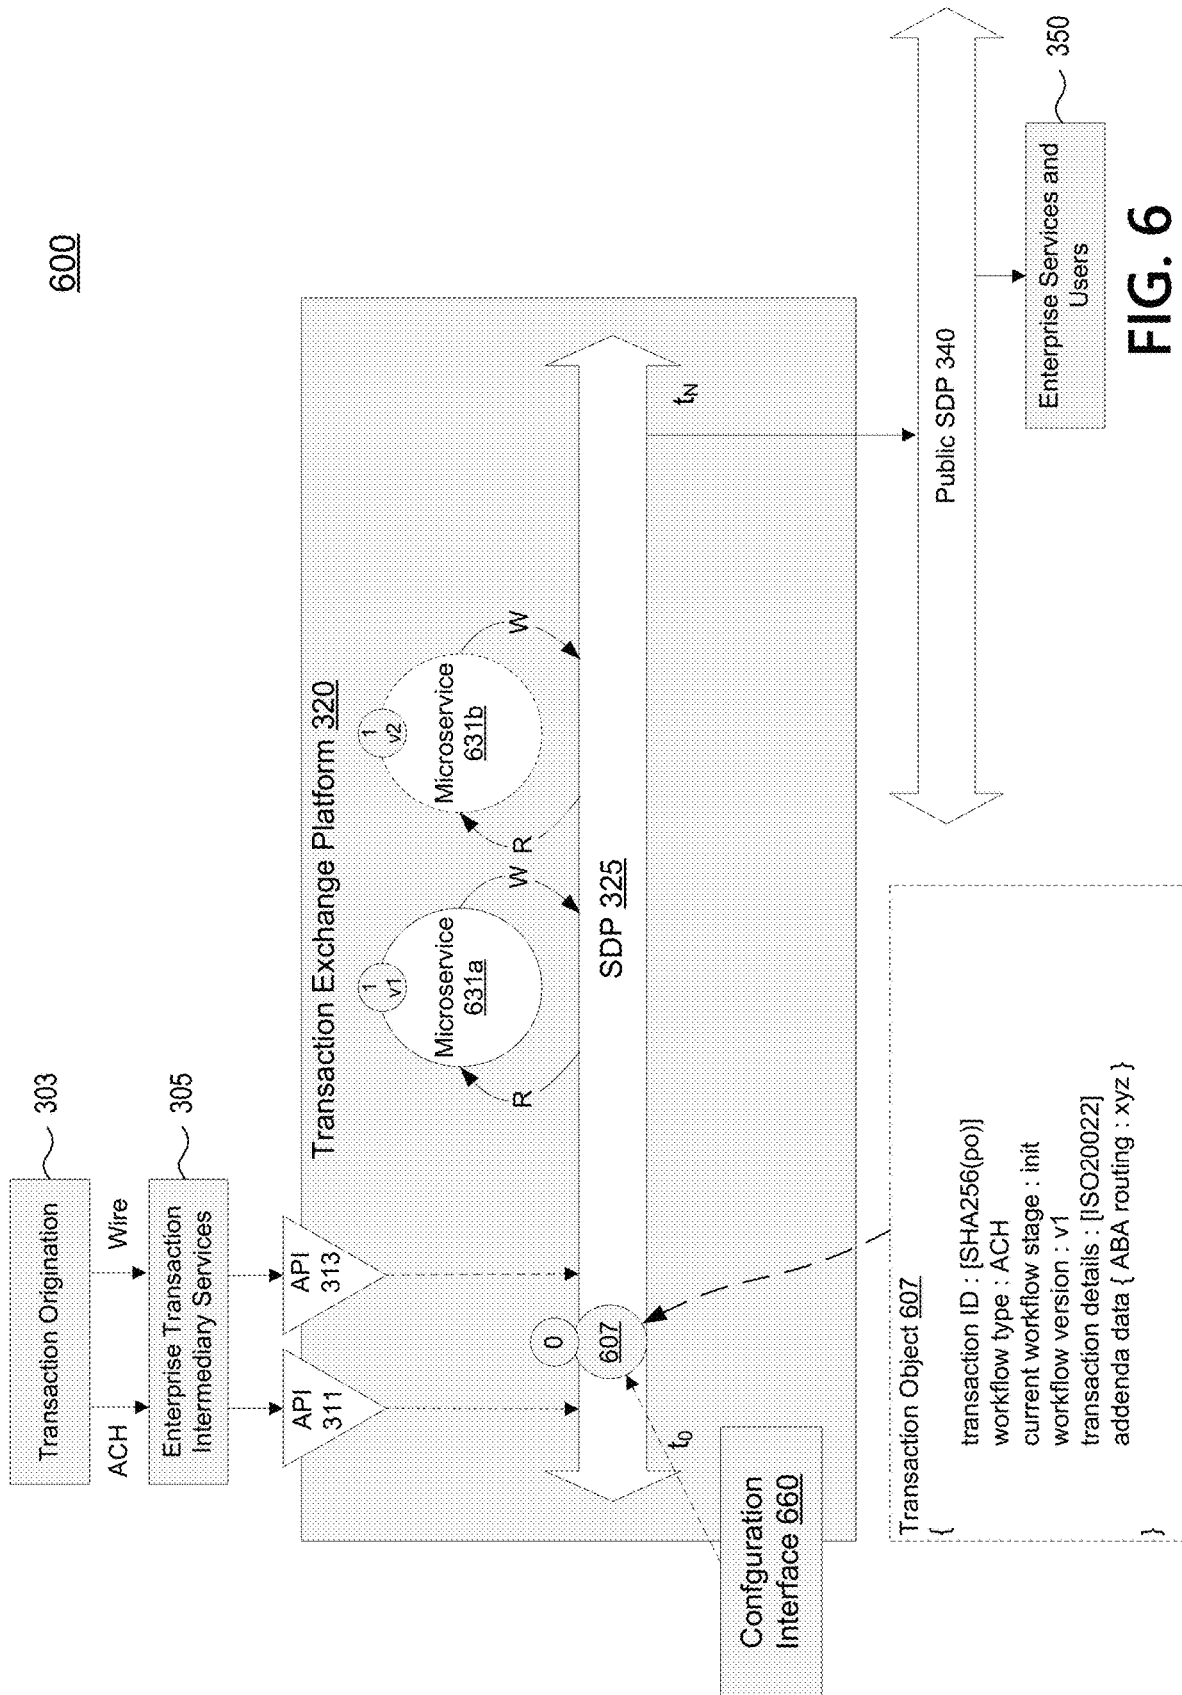 600
Transaction Origination
303
ACH
Wire
Enterprise Transaction
Intermediary Services
305
API
311
API
313
Transaction Exchange Platform 320
1
v1
Microservice
631a
R
W
1
v2
Microservice
631b
R
W
0
607
SDP 325
t0
tN
Confguration
Interface 660
Public SDP 340
Transaction Object 607
{
transaction ID : [SHA256(po)]
workflow type : ACH
current workflow stage : init
workflow version : v1
transaction details : [ISO20022]
addenda data { ABA routing : xyz }
}
Enterprise Services and
Users
350
FIG. 6